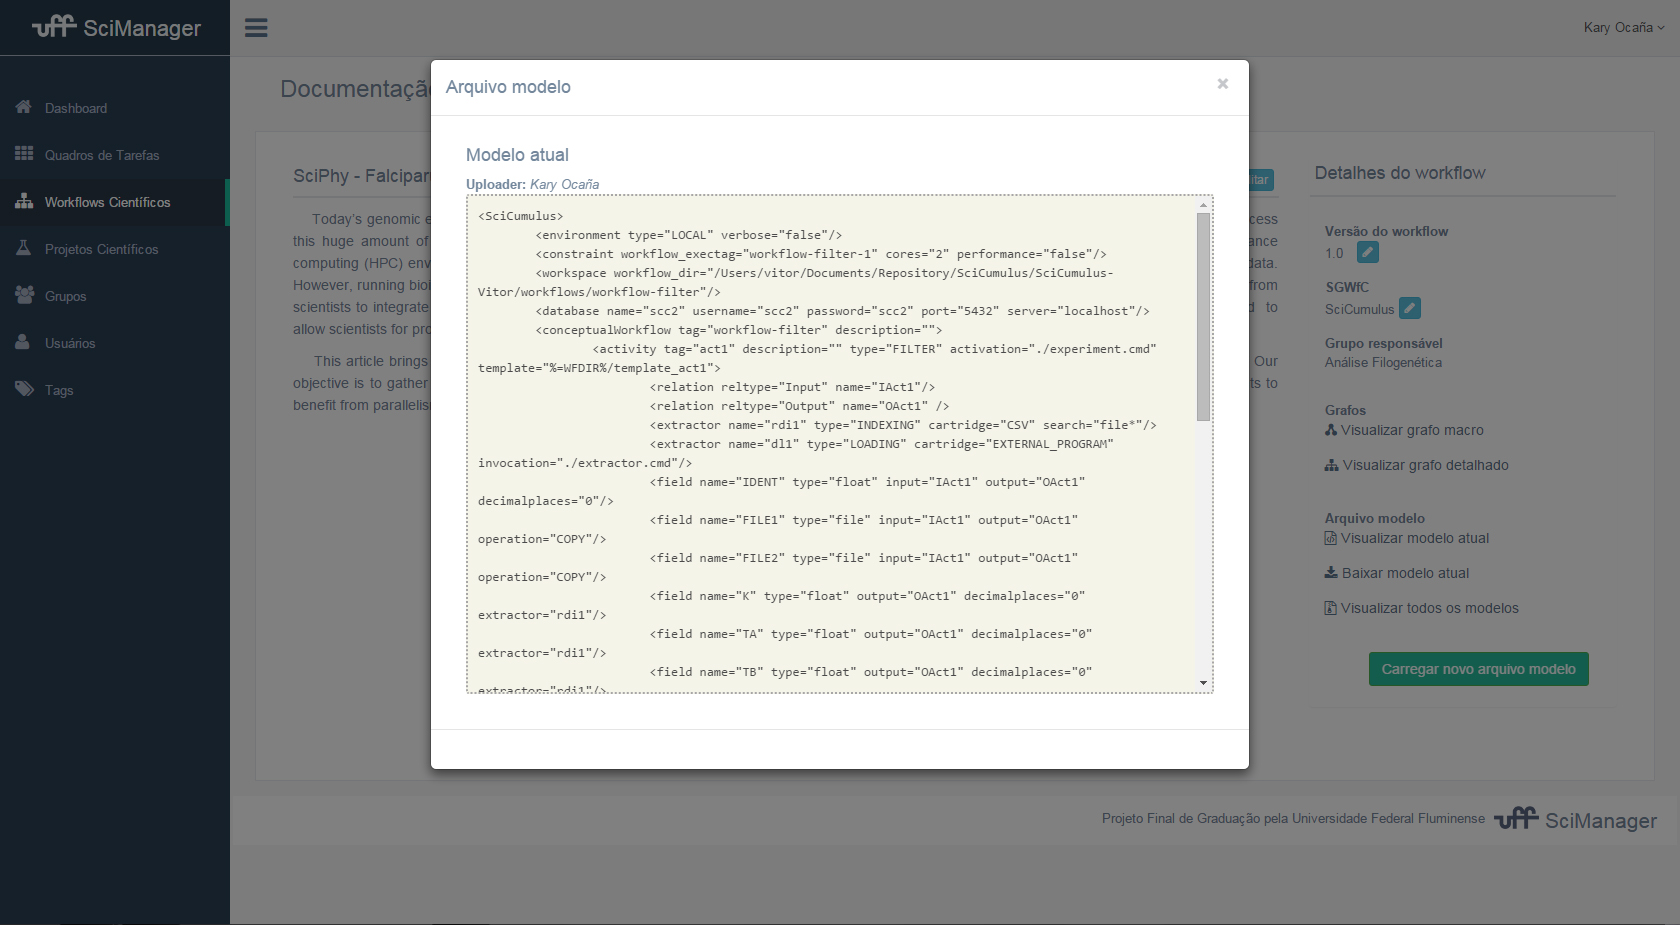 uff SciManager
Kary Ocaña
Dashboard
Quadros de Tarefas
Workflows Científicos
Projetos Científicos
Grupos
Usuários
Tags
Documentaçã
SciPhy - Falcipar
itar
Today's genomic
cess
this huge amount of
ance
computing (HPC)
data.
However, running
from
scientists to integrate
to
allow scientists for
This article brings
Our
objective is to gather
to
benefit from
Arquivo modelo
×
Modelo atual
Uploader: Kary Ocaña
<SciCumulus>
<environment type="LOCAL" verbose="false"/>
<constraint workflow_exectag="workflow-filter-1" cores="2" performance="false"/>
<workspace workflow_dir="/Users/vitor/Documents/Repository/SciCumulus/SciCumulus-
Vitor/workflows/workflow-filter"/>
<database name="scc2" username="scc2" password="scc2" port="5432" server="localhost"/>
<conceptualWorkflow tag="workflow-filter" description="">
<activity tag="act1" description="" type="FILTER" activation="./experiment.cmd"
template="%=WFDIR%/template_act1">
<relation reltype="Input" name="IAct1"/>
<relation reltype="Output" name="OAct1" />
<extractor name="rdi1" type="INDEXING" cartridge="CSV" search="file*"/>
<extractor name="dl1" type="LOADING" cartridge="EXTERNAL_PROGRAM"
invocation="./extractor.cmd"/>
<field name="IDENT" type="float" input="IAct1" output="OAct1"
decimalplaces="0"/>
<field name="FILE1" type="file" input="IAct1" output="OAct1"
operation="COPY"/>
<field name="FILE2" type="file" input="IAct1" output="OAct1"
operation="COPY"/>
<field name="K" type="float" output="OAct1" decimalplaces="0"
extractor="rdi1"/>
<field name="TA" type="float" output="OAct1" decimalplaces="0"
extractor="rdi1"/>
<field name="TB" type="float" output="OAct1" decimalplaces="0"
extractor="rdi1"/>
Detalhes do workflow
Versão do workflow
1.0
SGWfC
SciCumulus
Grupo responsável
Análise Filogenética
Grafos
Visualizar grafo macro
Visualizar grafo detalhado
Arquivo modelo
Visualizar modelo atual
Baixar modelo atual
Visualizar todos os modelos
Carregar novo arquivo modelo
Projeto Final de Graduação pela Universidade Federal Fluminense uff SciManager